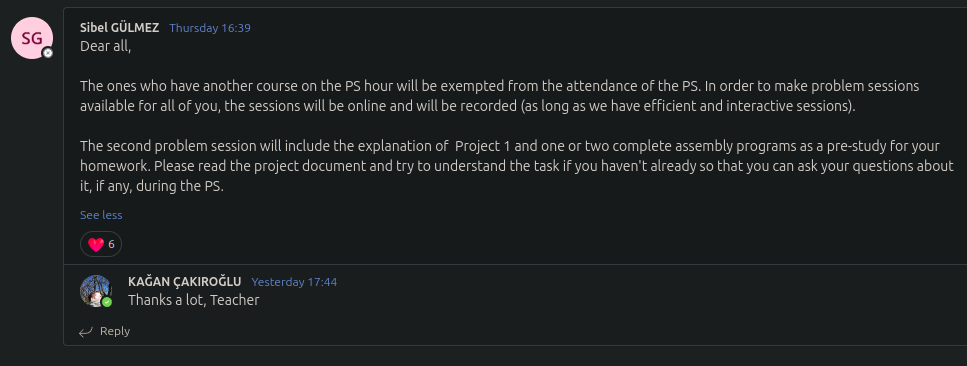 SG
Sibel GÜLMEZ Thursday 16:39
Dear all,
The ones who have another course on the PS hour will be exempted from the attendance of the PS. In order to make problem sessions
available for all of you, the sessions will be online and will be recorded (as long as we have efficient and interactive sessions).
The second problem session will include the explanation of  Project 1 and one or two complete assembly programs as a pre-study for your
homework. Please read the project document and try to understand the task if you haven't already so that you can ask your questions about
it, if any, during the PS.
See less
6
KAĞAN ÇAKIROĞLU Yesterday 17:44
Thanks a lot, Teacher
Reply